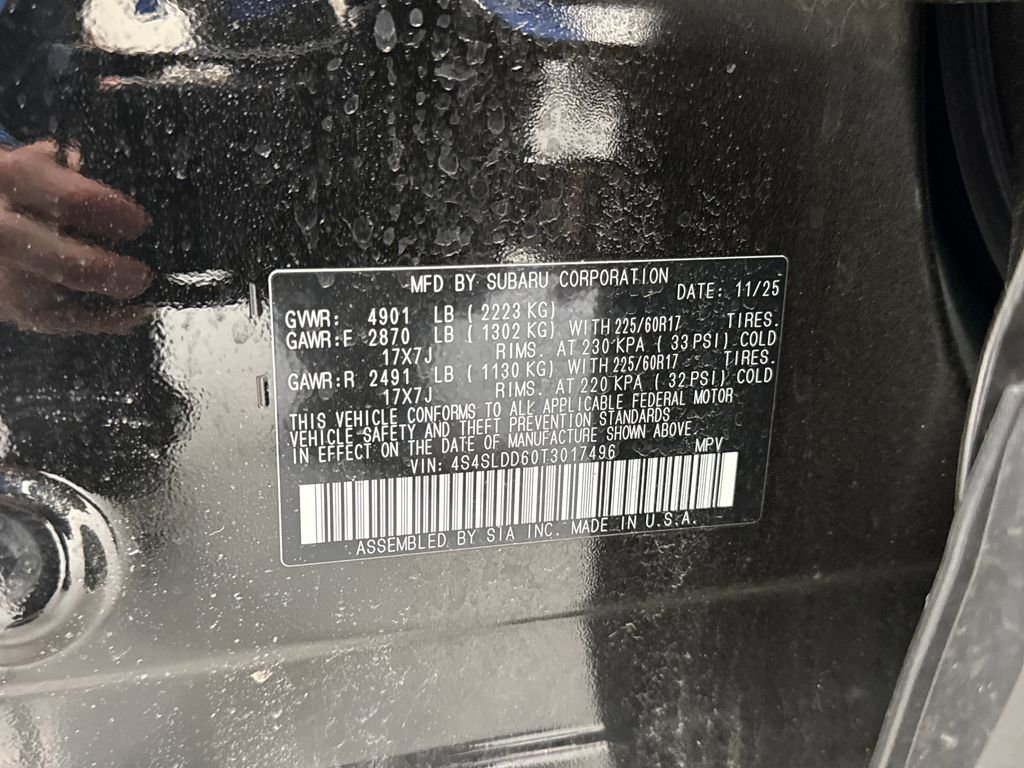 MFD BY SUBARU CORPORATION DATE: 11/25
GVWR: 4901 LB ( 2223 KG)
GAWR:F 2870 LB ( 1302 KG) WITH 225/60R17 TIRES.
17X7J RIMS. AT 230 KPA ( 33 PSI) COLD
GAWR:R 2491 LB ( 1130 KG) WITH 225/60R17 TIRES.
17X7J RIMS. AT 220 KPA ( 32 PSI) COLD
THIS VEHICLE CONFORMS TO ALL APPLICABLE FEDERAL MOTOR
VEHICLE SAFETY AND THEFT PREVENTION STANDARDS
IN EFFECT ON THE DATE OF MANUFACTURE SHOWN ABOVE.
VIN: 4S4SLDD60T3017496 MPV
ASSEMBLED BY SIA INC. MADE IN U.S.A.